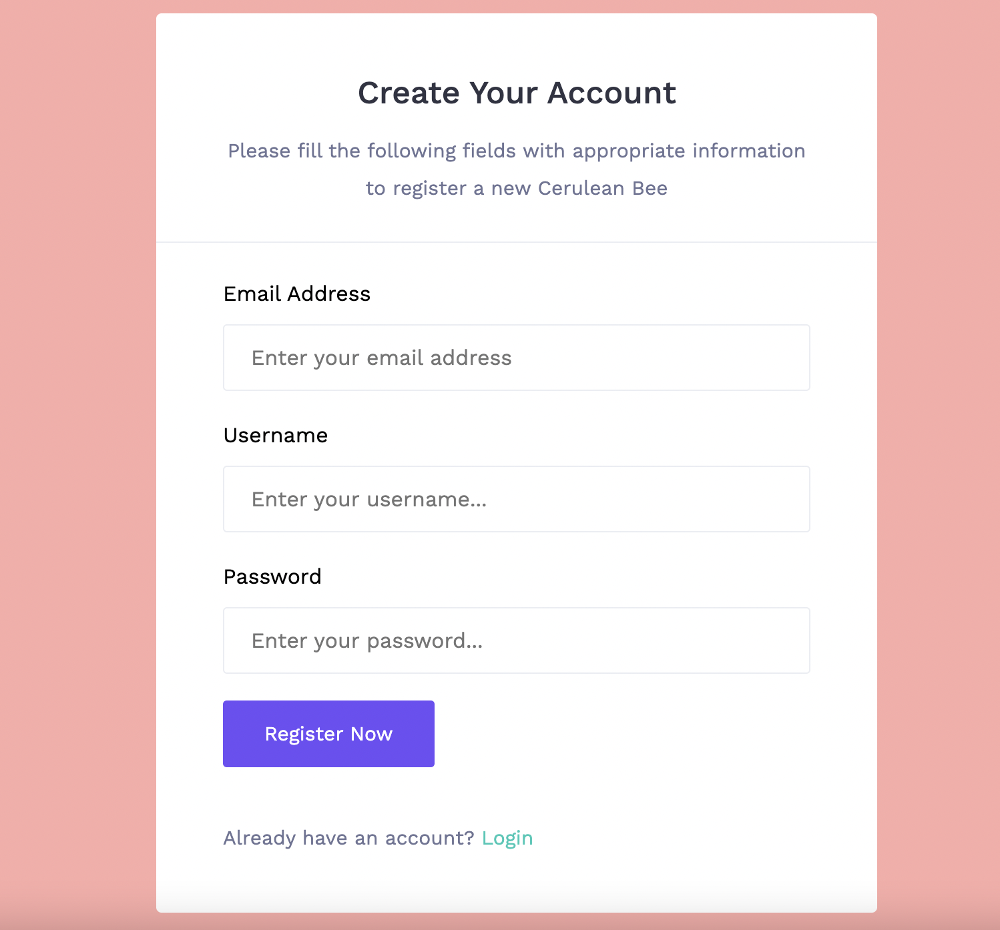 Create Your Account
Please fill the following fields with appropriate information
to register a new Cerulean Bee
Email Address
Enter your email address
Username
Enter your username...
Password
Enter your password...
Register Now
Already have an account? Login